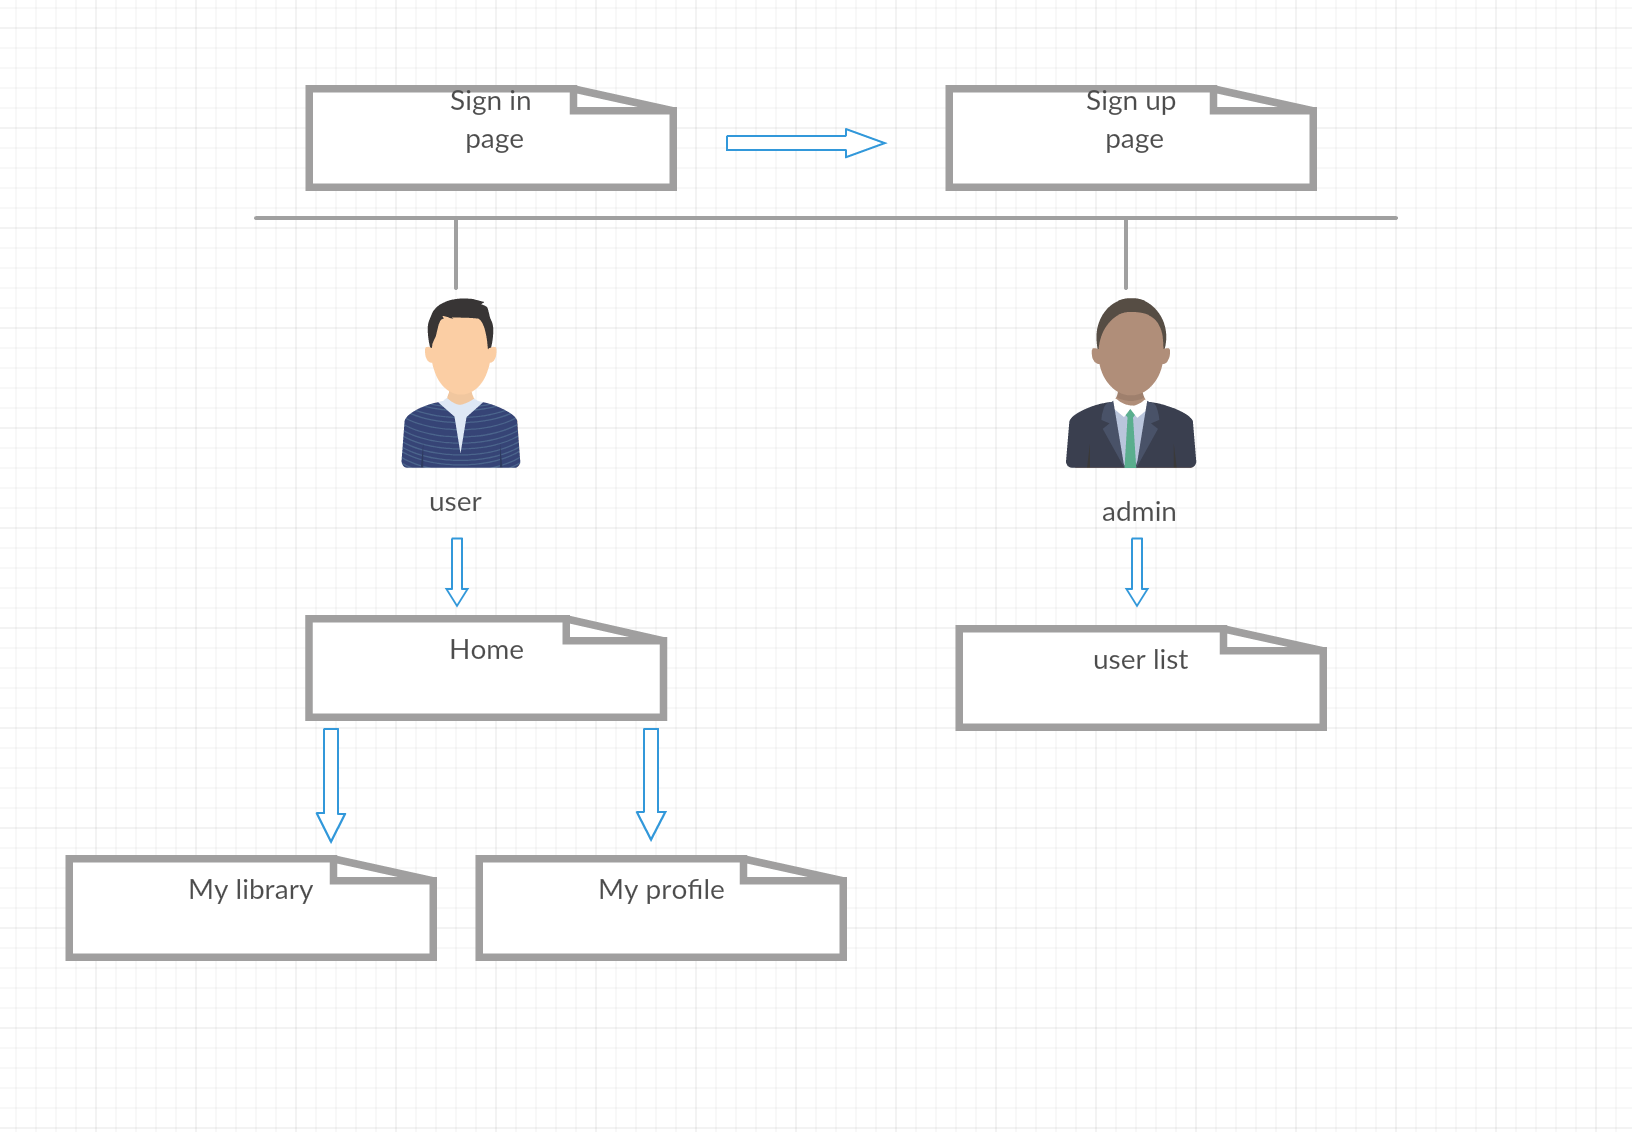 Sign in
page
Sign up
page
user
admin
Home
user list
My library
My profile